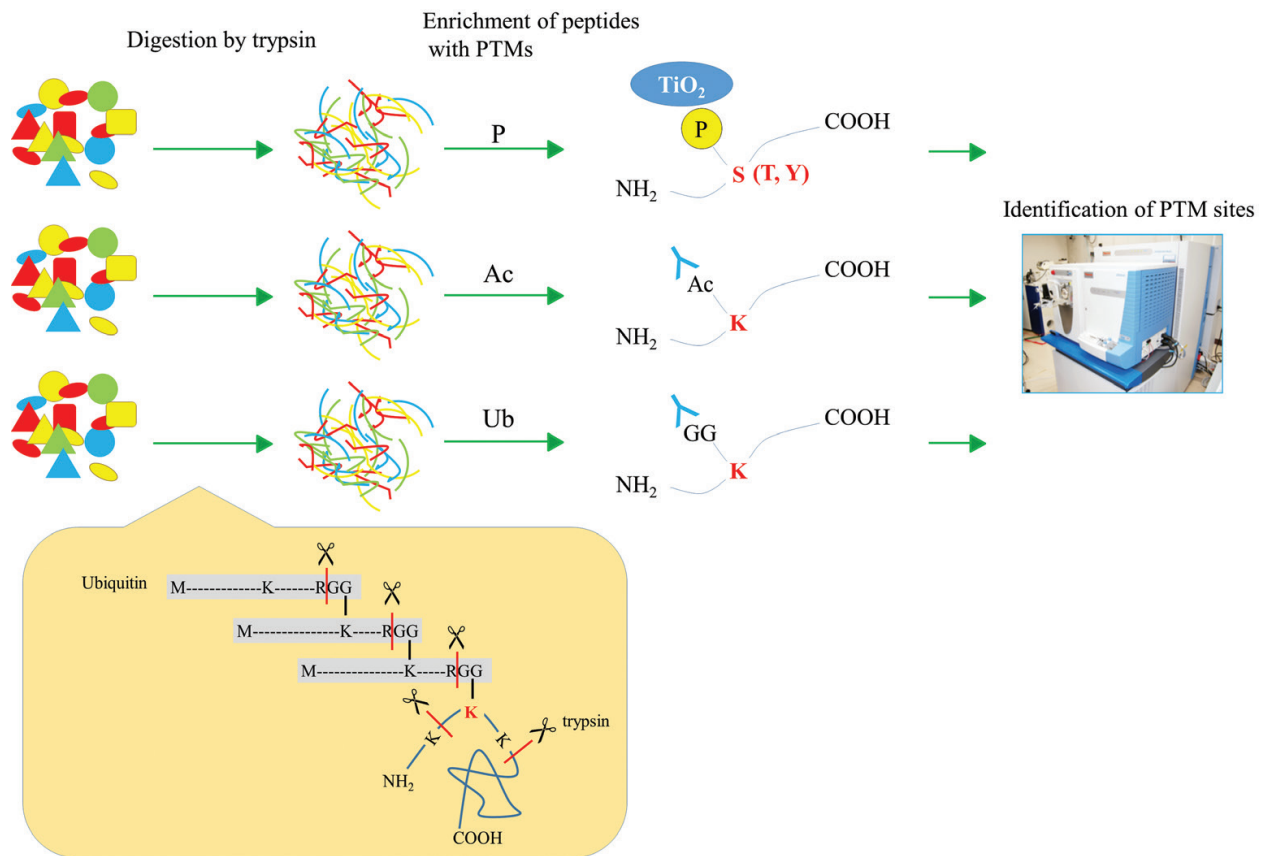 Digestion by trypsin
Enrichment of peptides
with PTMs
P
TiO2
P
S (T, Y)
NH2
COOH
Ac
Ac
K
NH2
COOH
Ub
GG
K
NH2
COOH
Identification of PTM sites
Ubiquitin
M-------------K-------RGG
M---------------K-----RGG
M---------------K-----RGG
K
K
K
trypsin
NH2
COOH